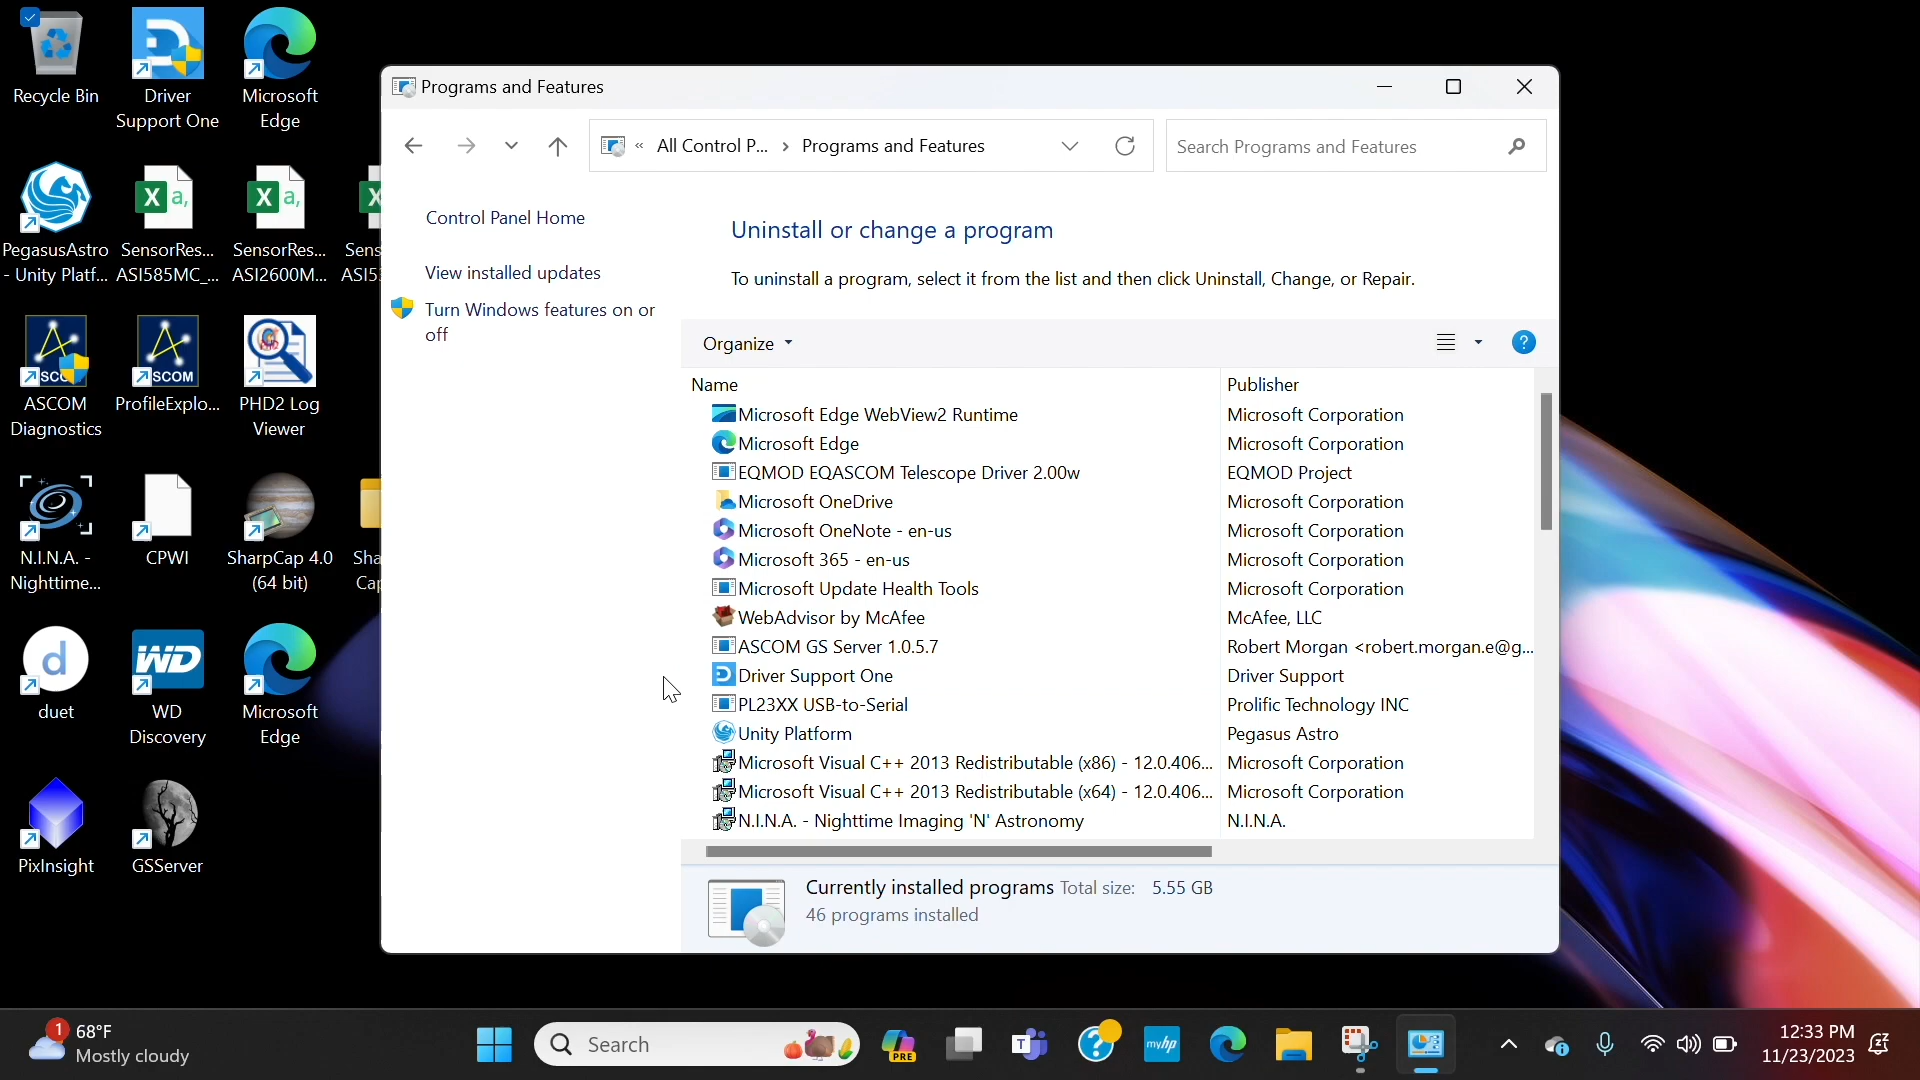 Recycle Bin
Driver
Support One
Microsoft
Edge
PegasusAstro
- Unity Platf...
SensorRes...
ASI585MC_...
SensorRes...
ASI2600M...
Sens
ASI5
ASCOM
Diagnostics
ProfileExplo...
PHD2 Log
Viewer
N.I.N.A. -
Nighttime...
CPWI
SharpCap 4.0
(64 bit)
Sha
Cap
duet
WD
Discovery
Microsoft
Edge
PixInsight
GSServer
Programs and Features
« All Control P... › Programs and Features
Search Programs and Features
Control Panel Home
View installed updates
Turn Windows features on or
off
Uninstall or change a program
To uninstall a program, select it from the list and then click Uninstall, Change, or Repair.
Organize
Name Publisher
Microsoft Edge WebView2 Runtime Microsoft Corporation
Microsoft Edge Microsoft Corporation
EQMOD EQASCOM Telescope Driver 2.00w EQMOD Project
Microsoft OneDrive Microsoft Corporation
Microsoft OneNote - en-us Microsoft Corporation
Microsoft 365 - en-us Microsoft Corporation
Microsoft Update Health Tools Microsoft Corporation
WebAdvisor by McAfee McAfee, LLC
ASCOM GS Server 1.0.5.7 Robert Morgan <robert.morgan.e@g...
Driver Support One Driver Support
PL23XX USB-to-Serial Prolific Technology INC
Unity Platform Pegasus Astro
Microsoft Visual C++ 2013 Redistributable (x86) - 12.0.406... Microsoft Corporation
Microsoft Visual C++ 2013 Redistributable (x64) - 12.0.406... Microsoft Corporation
N.I.N.A. - Nighttime Imaging 'N' Astronomy N.I.N.A.
Currently installed programs Total size: 5.55 GB
46 programs installed
1
68°F
Mostly cloudy
Search
PRE
myhp
12:33 PM
11/23/2023